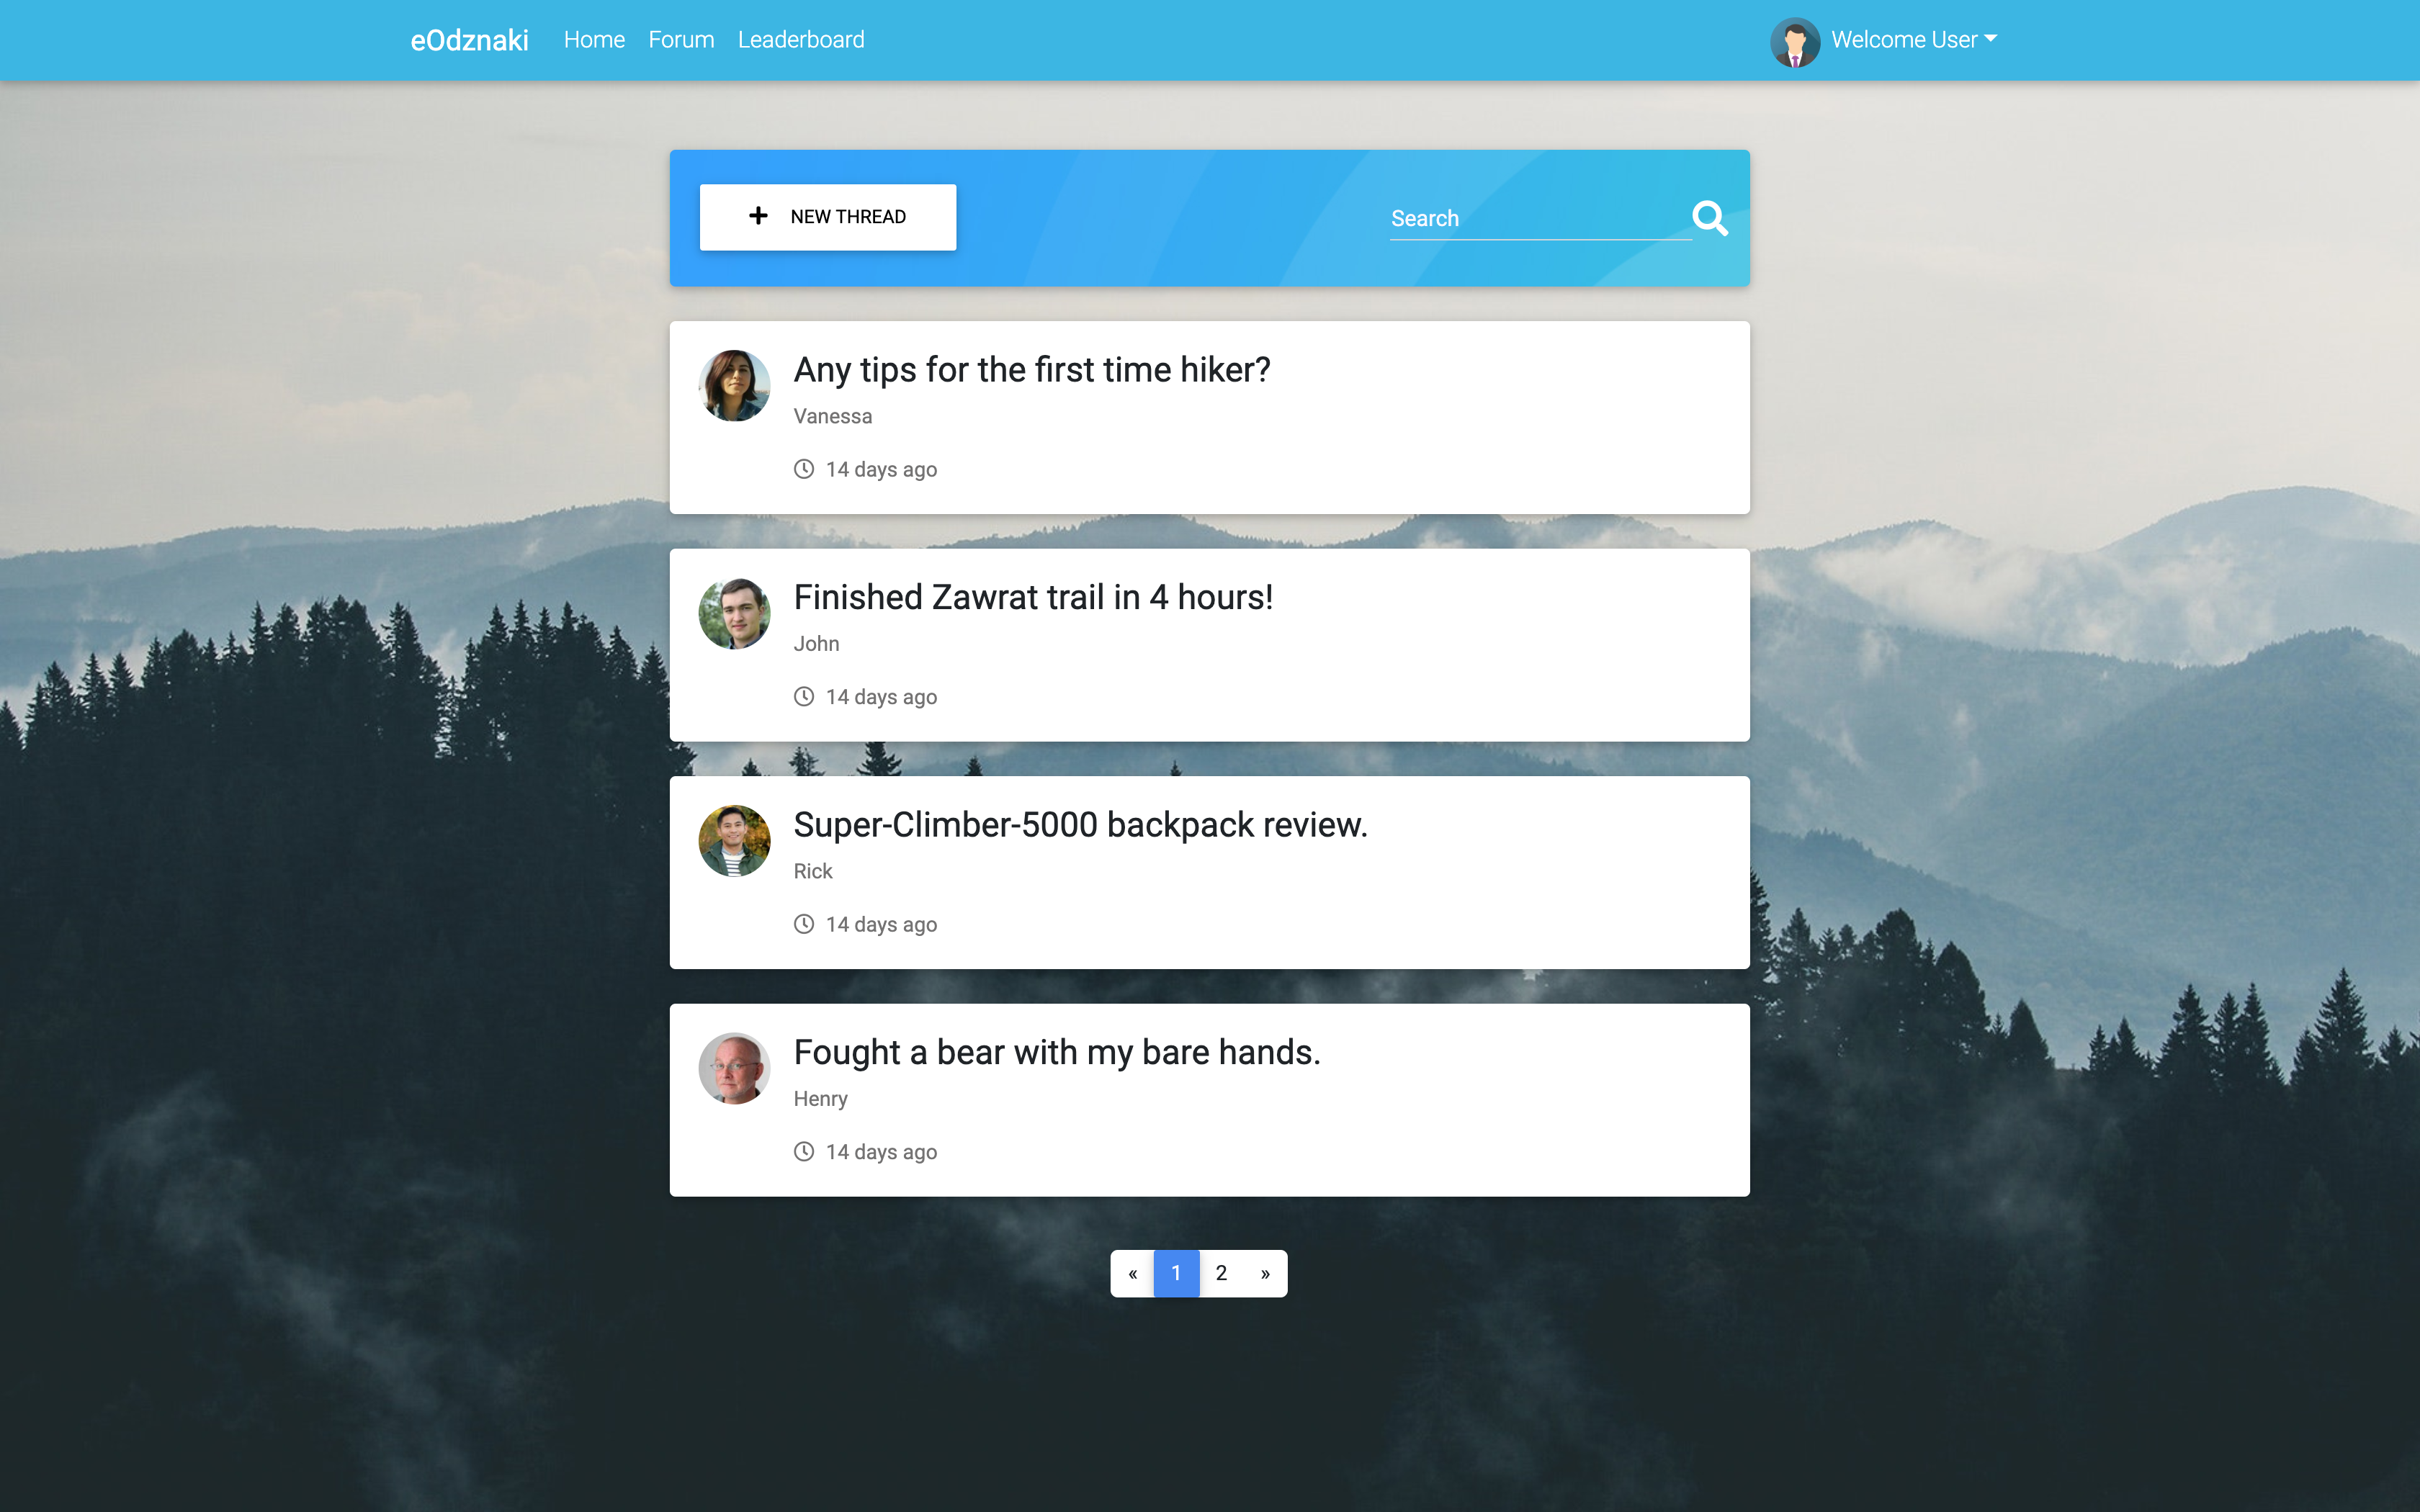 eOdznaki Home Forum Leaderboard Welcome User
NEW THREAD Search
Any tips for the first time hiker?
Vanessa
14 days ago
Finished Zawrat trail in 4 hours!
John
14 days ago
Super-Climber-5000 backpack review.
Rick
14 days ago
Fought a bear with my bare hands.
Henry
14 days ago
« 1 2 »